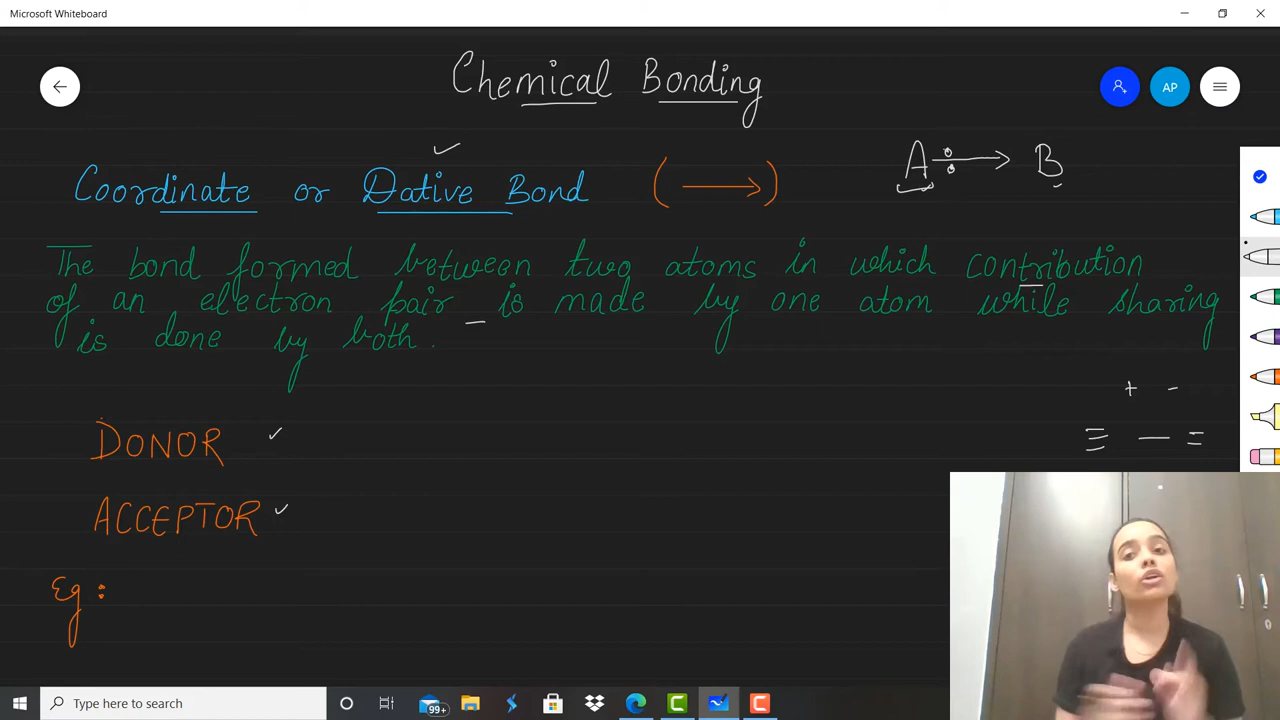 Microsoft Whiteboard
Chemical Bonding
AP
Coordinate or Dative Bond (⟶)
A : ⟶ B
The bond formed between two atoms in which contribution
of an electron pair is made by one atom while sharing
is done by both.
+ -
≡ — =
DONOR ✓
ACCEPTOR ✓
Eg :
Type here to search
99+